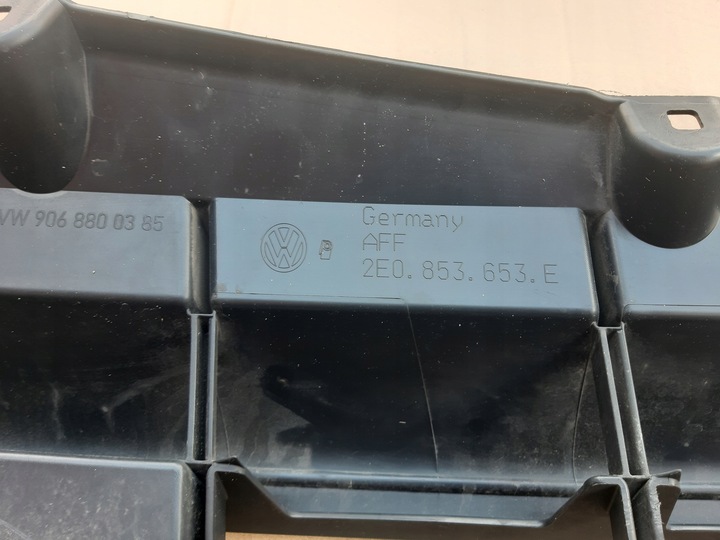 VW 906 880 03 85
Germany
AFF
2E0.853.653.E